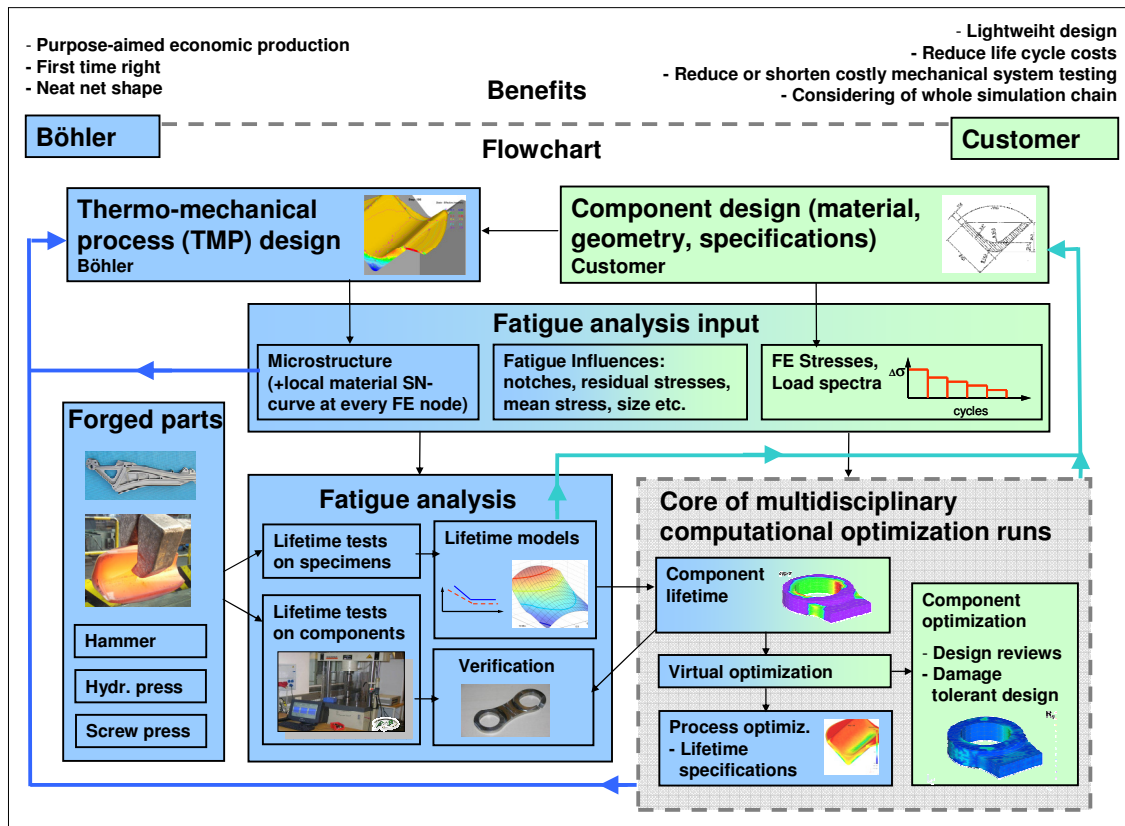 - Purpose-aimed economic production
- First time right
- Neat net shape
- Lightweiht design
- Reduce life cycle costs
- Reduce or shorten costly mechanical system testing
- Considering of whole simulation chain
Benefits
Böhler
Customer
Flowchart
Thermo-mechanical
process (TMP) design
Böhler
Component design (material,
geometry, specifications)
Customer
Fatigue analysis input
Microstructure
(+local material SN-
curve at every FE node)
Fatigue Influences:
notches, residual stresses,
mean stress, size etc.
FE Stresses,
Load spectra
Δσ
cycles
Forged parts
Hammer
Hydr. press
Screw press
Fatigue analysis
Lifetime tests
on specimens
Lifetime models
Lifetime tests
on components
Verification
Core of multidisciplinary
computational optimization runs
Component
lifetime
Virtual optimization
Process optimiz.
- Lifetime
specifications
Component
optimization
- Design reviews
- Damage
tolerant design